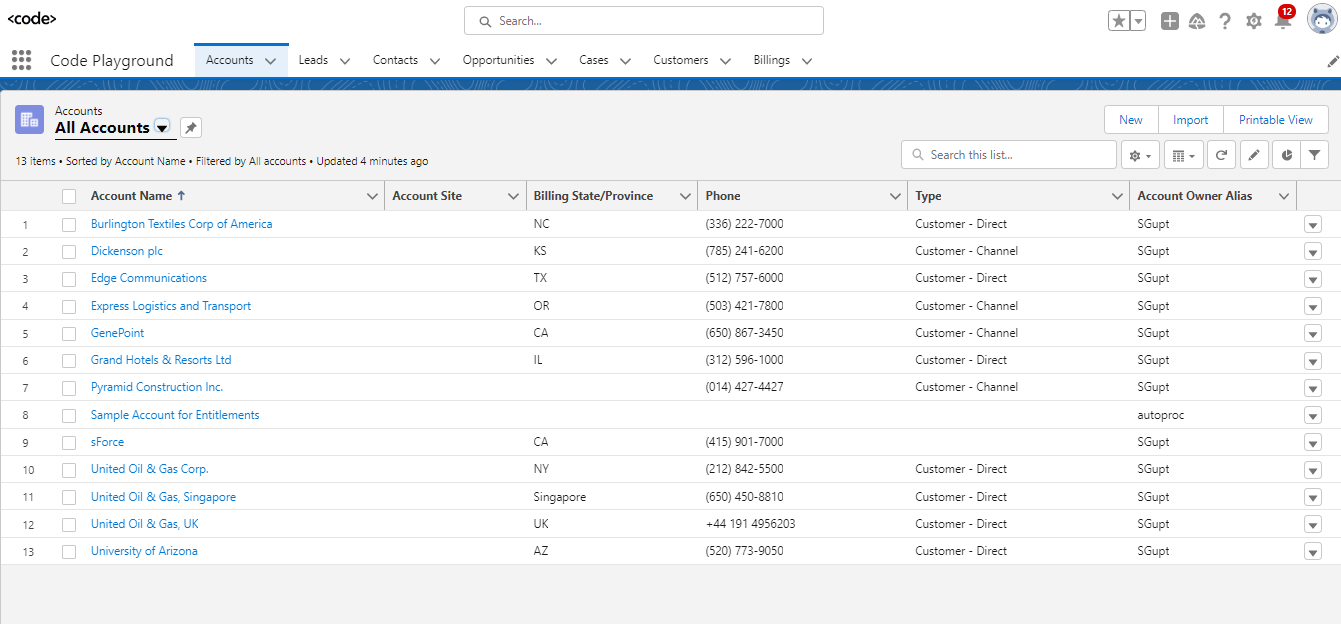 <code>
Search...
12
Code Playground Accounts Leads Contacts Opportunities Cases Customers Billings
Accounts
All Accounts
New Import Printable View
13 items • Sorted by Account Name • Filtered by All accounts • Updated 4 minutes ago
Search this list...
Account Name Account Site Billing State/Province Phone Type Account Owner Alias
1 Burlington Textiles Corp of America NC (336) 222-7000 Customer - Direct SGupt
2 Dickenson plc KS (785) 241-6200 Customer - Channel SGupt
3 Edge Communications TX (512) 757-6000 Customer - Direct SGupt
4 Express Logistics and Transport OR (503) 421-7800 Customer - Channel SGupt
5 GenePoint CA (650) 867-3450 Customer - Channel SGupt
6 Grand Hotels & Resorts Ltd IL (312) 596-1000 Customer - Direct SGupt
7 Pyramid Construction Inc. (014) 427-4427 Customer - Channel SGupt
8 Sample Account for Entitlements autoproc
9 sForce CA (415) 901-7000 SGupt
10 United Oil & Gas Corp. NY (212) 842-5500 Customer - Direct SGupt
11 United Oil & Gas, Singapore Singapore (650) 450-8810 Customer - Direct SGupt
12 United Oil & Gas, UK UK +44 191 4956203 Customer - Direct SGupt
13 University of Arizona AZ (520) 773-9050 Customer - Direct SGupt